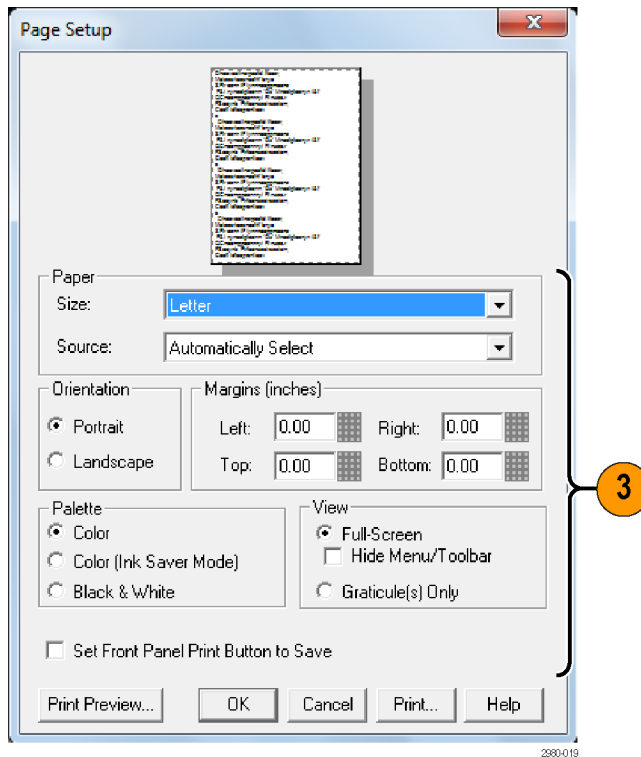 Page Setup
Paper
Size: Letter
Source: Automatically Select
Orientation
Portrait
Landscape
Margins (inches)
Left: 0.00 Right: 0.00
Top: 0.00 Bottom: 0.00
Palette
Color
Color (Ink Saver Mode)
Black & White
View
Full-Screen
Hide Menu/Toolbar
Graticule(s) Only
3
Set Front Panel Print Button to Save
Print Preview... OK Cancel Print... Help
2980-019